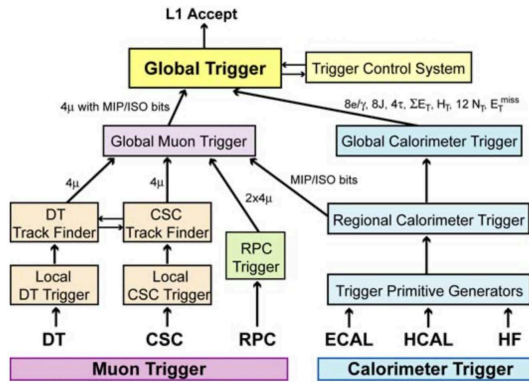 L1 Accept
Global Trigger
Trigger Control System
4μ with MIP/ISO bits
8e/γ, 8J, 4τ, ΣE_T, H_T, 12 N_T, E_T^miss
Global Muon Trigger
Global Calorimeter Trigger
4μ
4μ
2x4μ
MIP/ISO bits
DT
Track Finder
CSC
Track Finder
RPC
Trigger
Regional Calorimeter Trigger
Local
DT Trigger
Local
CSC Trigger
Trigger Primitive Generators
DT
CSC
RPC
ECAL
HCAL
HF
Muon Trigger
Calorimeter Trigger